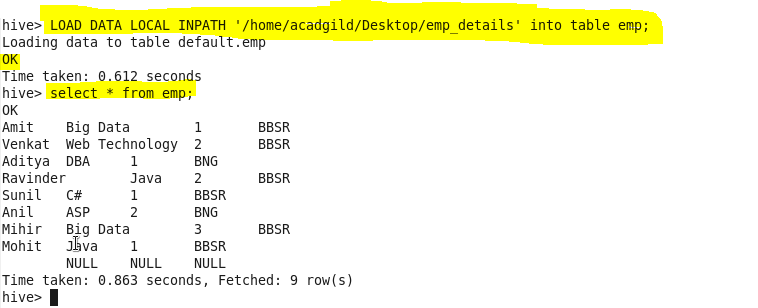 hive> LOAD DATA LOCAL INPATH '/home/acadgild/Desktop/emp_details' into table emp;
Loading data to table default.emp
OK
Time taken: 0.612 seconds
hive> select * from emp;
OK
Amit    Big Data        1       BBSR
Venkat  Web Technology  2       BBSR
Aditya  DBA     1       BNG
Ravinder        Java    2       BBSR
Sunil   C#      1       BBSR
Anil    ASP     2       BNG
Mihir   Big Data        3       BBSR
Mohit   Java    1       BBSR
        NULL    NULL    NULL
Time taken: 0.863 seconds, Fetched: 9 row(s)
hive>